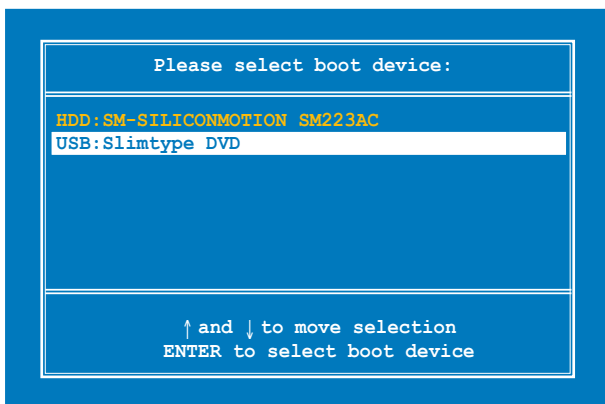 Please select boot device:
HDD:SM-SILICONMOTION SM223AC
USB:Slimtype DVD
↑ and ↓ to move selection
ENTER to select boot device